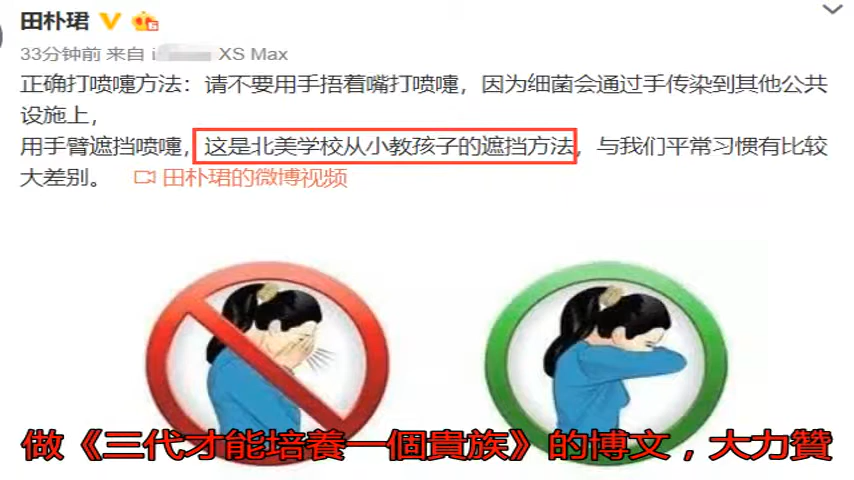 田朴珺
33分钟前 来自 i XS Max
正确打喷嚏方法：请不要用手捂着嘴打喷嚏，因为细菌会通过手传染到其他公共
设施上，
用手臂遮挡喷嚏，这是北美学校从小教孩子的遮挡方法，与我们平常习惯有比较
大差别。 田朴珺的微博视频
做《三代才能培養一個貴族》的博文，大力贊